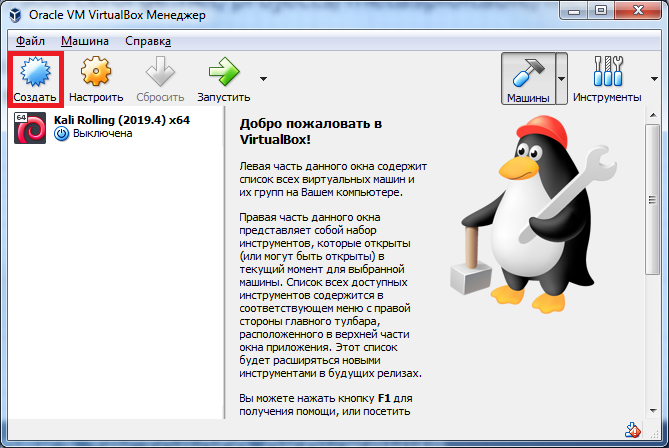 Oracle VM VirtualBox Менеджер
Файл Машина Справка
Создать Настроить Сбросить Запустить Машины Инструменты
64 Kali Rolling (2019.4) x64
Выключена
Добро пожаловать в
VirtualBox!
Левая часть данного окна содержит
список всех виртуальных машин и
их групп на Вашем компьютере.
Правая часть данного окна
представляет собой набор
инструментов, которые открыты
(или могут быть открыты) в
текущий момент для выбранной
машины. Список всех доступных
инструментов содержится в
соответствующем меню с правой
стороны главного тулбара,
расположенного в верхней части
окна приложения. Этот список
будет расширяться новыми
инструментами в будущих релизах.
Вы можете нажать кнопку F1 для
получения помощи, или посетить